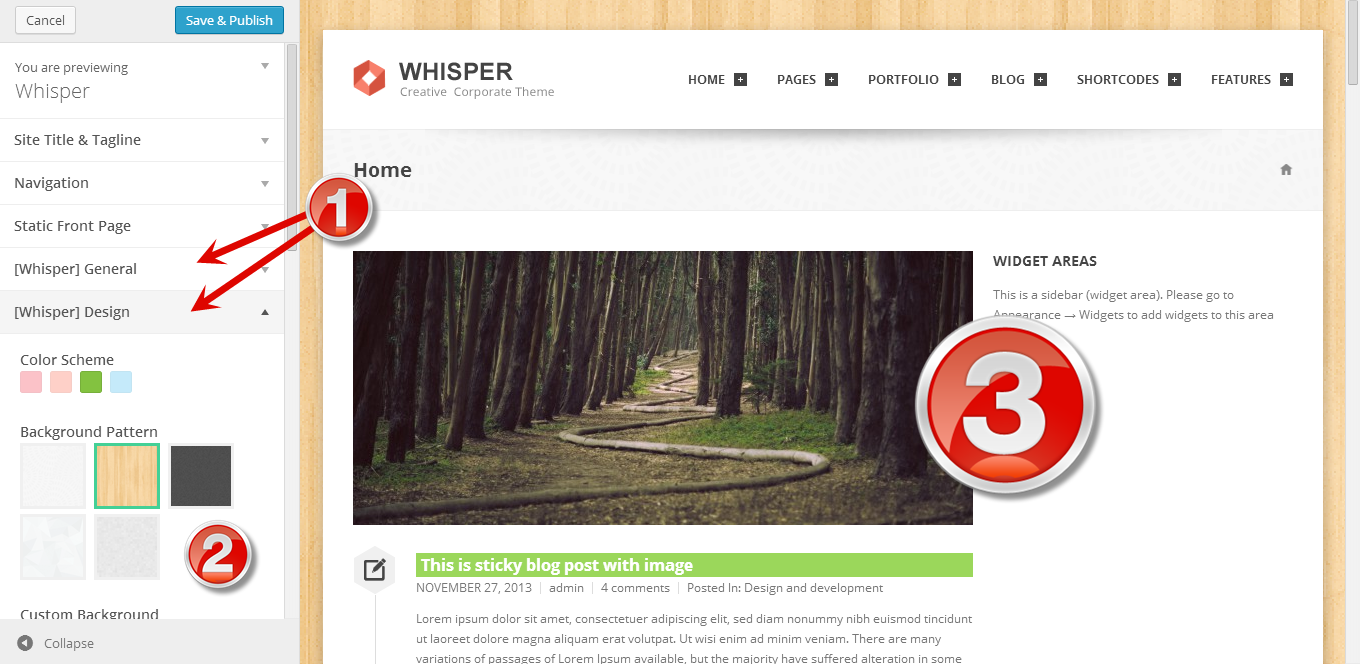 Cancel
Save & Publish
You are previewing
Whisper
Site Title & Tagline
Navigation
Static Front Page
[Whisper] General
[Whisper] Design
Color Scheme
Background Pattern
Custom Background
Collapse
1
2
3
WHISPER
Creative Corporate Theme
HOME
PAGES
PORTFOLIO
BLOG
SHORTCODES
FEATURES
Home
WIDGET AREAS
This is a sidebar (widget area). Please go to
Appearance → Widgets to add widgets to this area
This is sticky blog post with image
NOVEMBER 27, 2013 admin 4 comments Posted In: Design and development
Lorem ipsum dolor sit amet, consectetuer adipiscing elit, sed diam nonummy nibh euismod tincidunt
ut laoreet dolore magna aliquam erat volutpat. Ut wisi enim ad minim veniam. There are many
variations of passages of Lorem Ipsum available, but the majority have suffered alteration in some